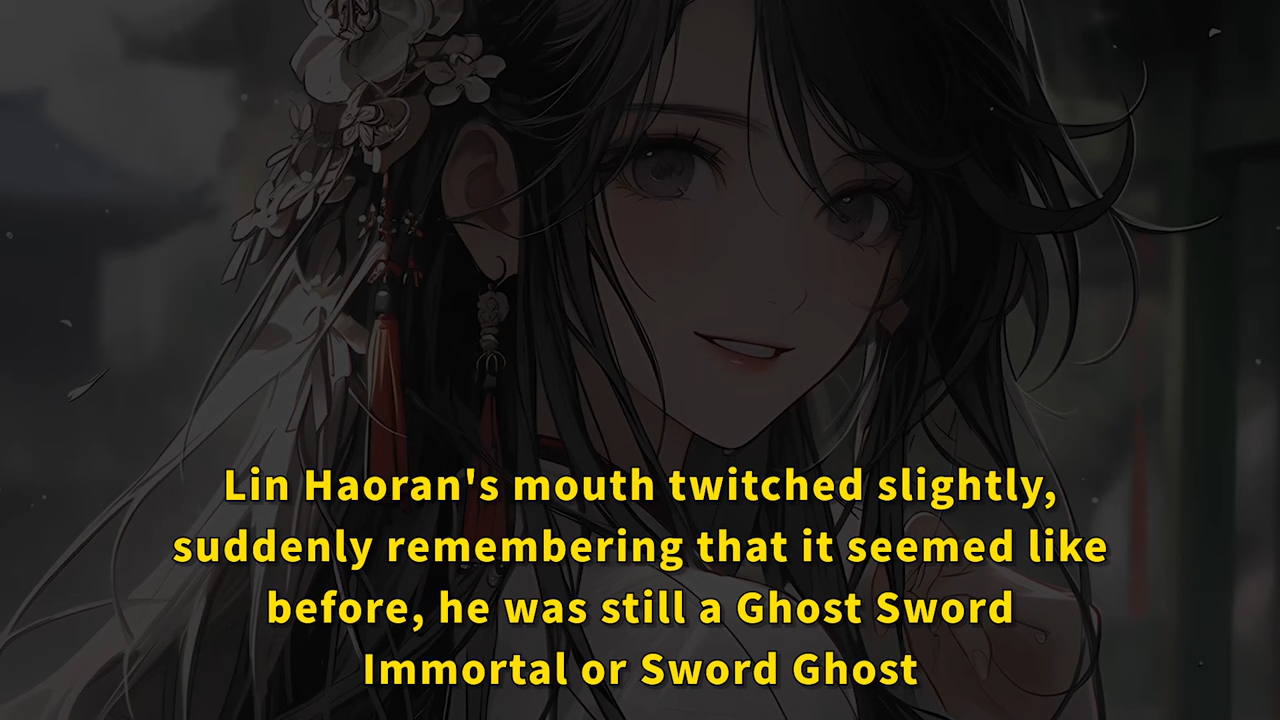 Lin Haoran's mouth twitched slightly,
suddenly remembering that it seemed like
before, he was still a Ghost Sword
Immortal or Sword Ghost